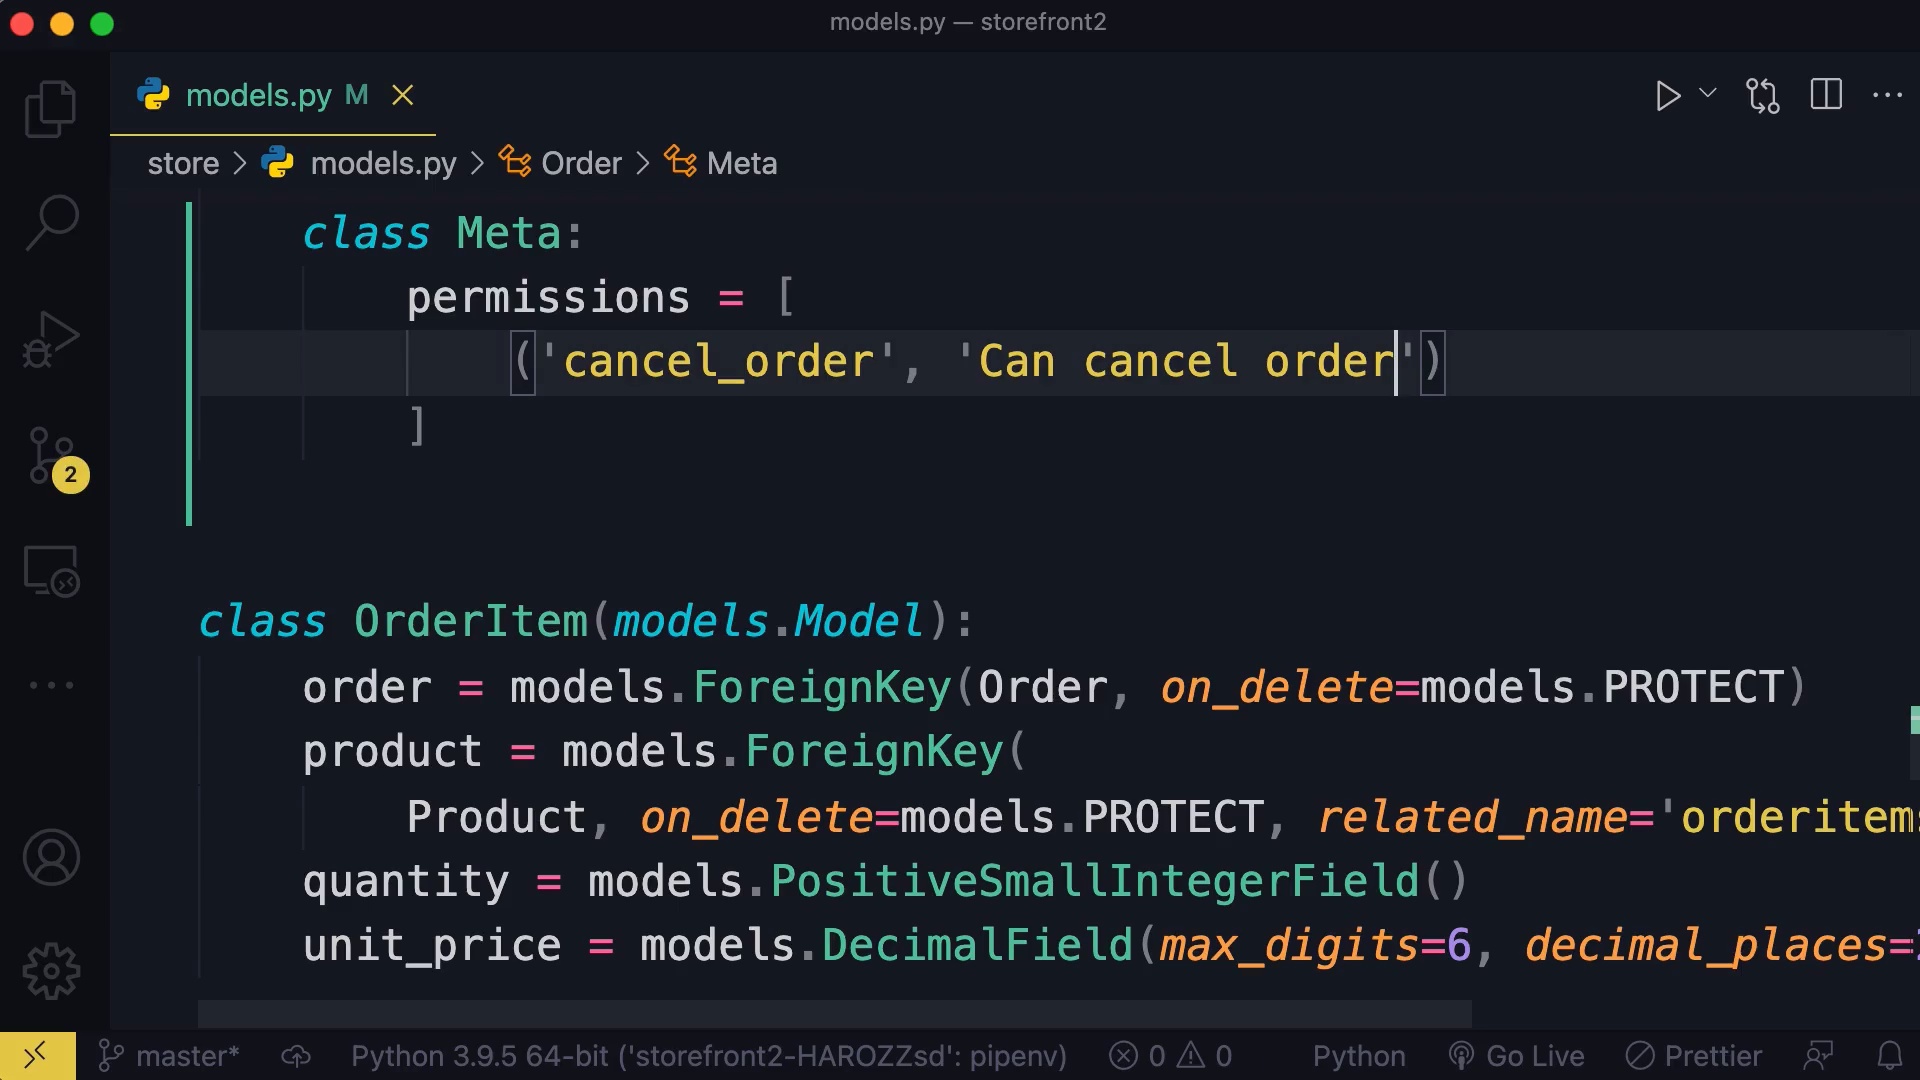 models.py — storefront2
models.py M
store > models.py > Order > Meta
class Meta:
permissions = [
('cancel_order', 'Can cancel order')
]
class OrderItem(models.Model):
order = models.ForeignKey(Order, on_delete=models.PROTECT)
product = models.ForeignKey(
Product, on_delete=models.PROTECT, related_name='orderitem
quantity = models.PositiveSmallIntegerField()
unit_price = models.DecimalField(max_digits=6, decimal_places=
2
master* Python 3.9.5 64-bit ('storefront2-HAROZZsd': pipenv) 0 0 Python Go Live Prettier